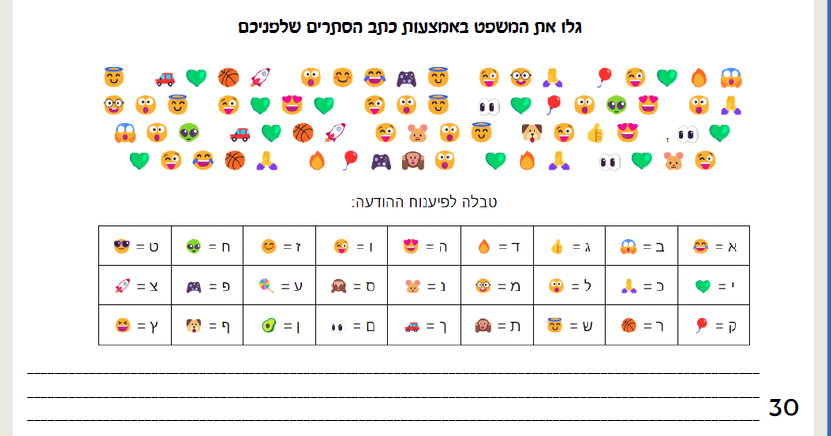 גלו את המשפט באמצעות כתב הסתרים שלפניכם
😱🔥💚😜🎈 🙏🤓😜 😇🎮😂😊😲 🚀🏀💚🚗 😇
🙏😲 😍👽😲🎈💚👀 😇😲😜 💚😍💚😜 😇😲🤓
💚👀 , 😍👍😜🐶 😇😲🐭😜 🚀🏀💚🚗 👽😲😱
😜🐭💚👀 🙏🔥💚 😲🙉🎮🎈🔥 🙏🏀😂😜💚
טבלה לפיענוח ההודעה:
א = 😂 ב = 😱 ג = 👍 ד = 🔥 ה = 😍 ו = 😜 ז = 😊 ח = 👽 ט = 😎
י = 💚 כ = 🙏 ל = 😲 מ = 🤓 נ = 🐭 ס = 🙈 ע = 🍭 פ = 🎮 צ = 🚀
ק = 🎈 ר = 🏀 ש = 😇 ת = 🙉 ך = 🚗 ם = 👀 ן = 🥑 ף = 🐶 ץ = 😆
30